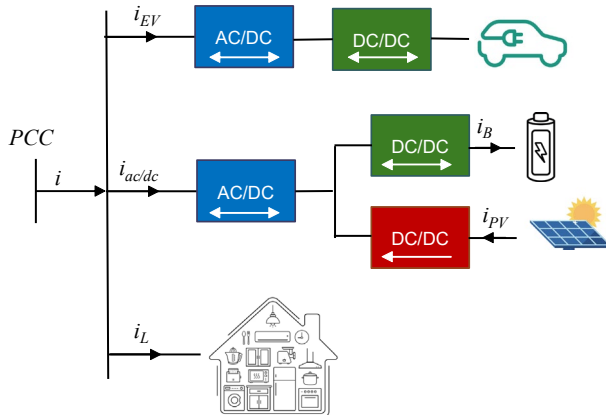 i_EV
AC/DC
DC/DC
PCC
i
i_ac/dc
AC/DC
DC/DC
i_B
DC/DC
i_PV
i_L